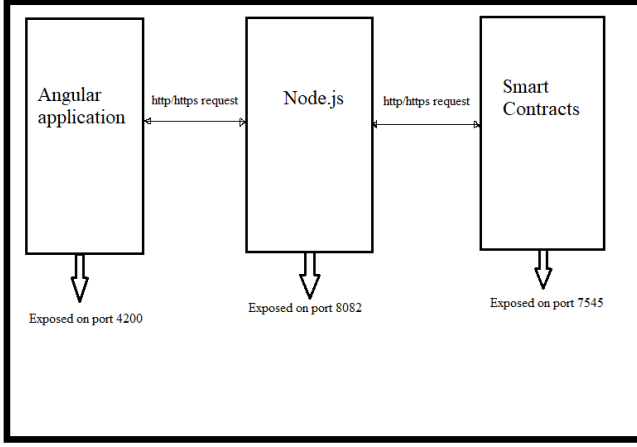 Angular
application
http/https request
Node.js
http/https request
Smart
Contracts
Exposed on port 4200
Exposed on port 8082
Exposed on port 7545